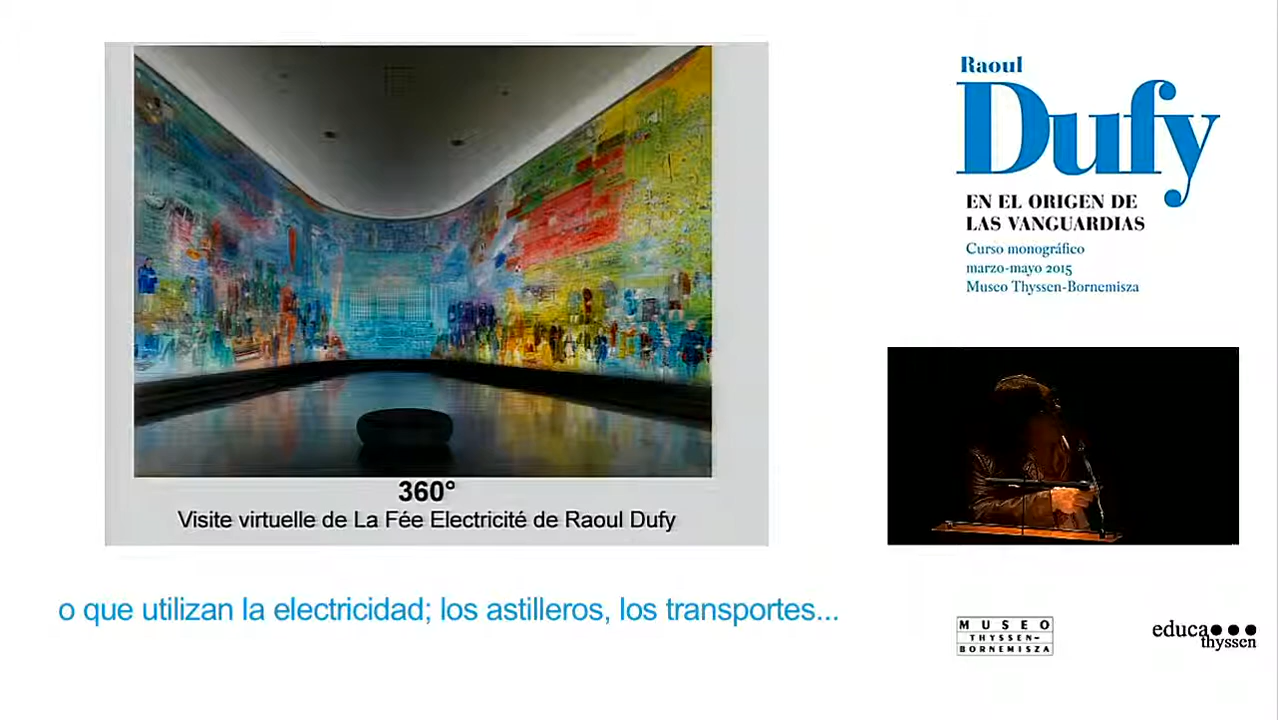 Raoul
Dufy
EN EL ORIGEN DE
LAS VANGUARDIAS
Curso monográfico
marzo-mayo 2015
Museo Thyssen-Bornemisza
360°
Visite virtuelle de La Fée Electricité de Raoul Dufy
o que utilizan la electricidad; los astilleros, los transportes...
MUSEO
THYSSEN-
BORNEMISZA
educa
thyssen